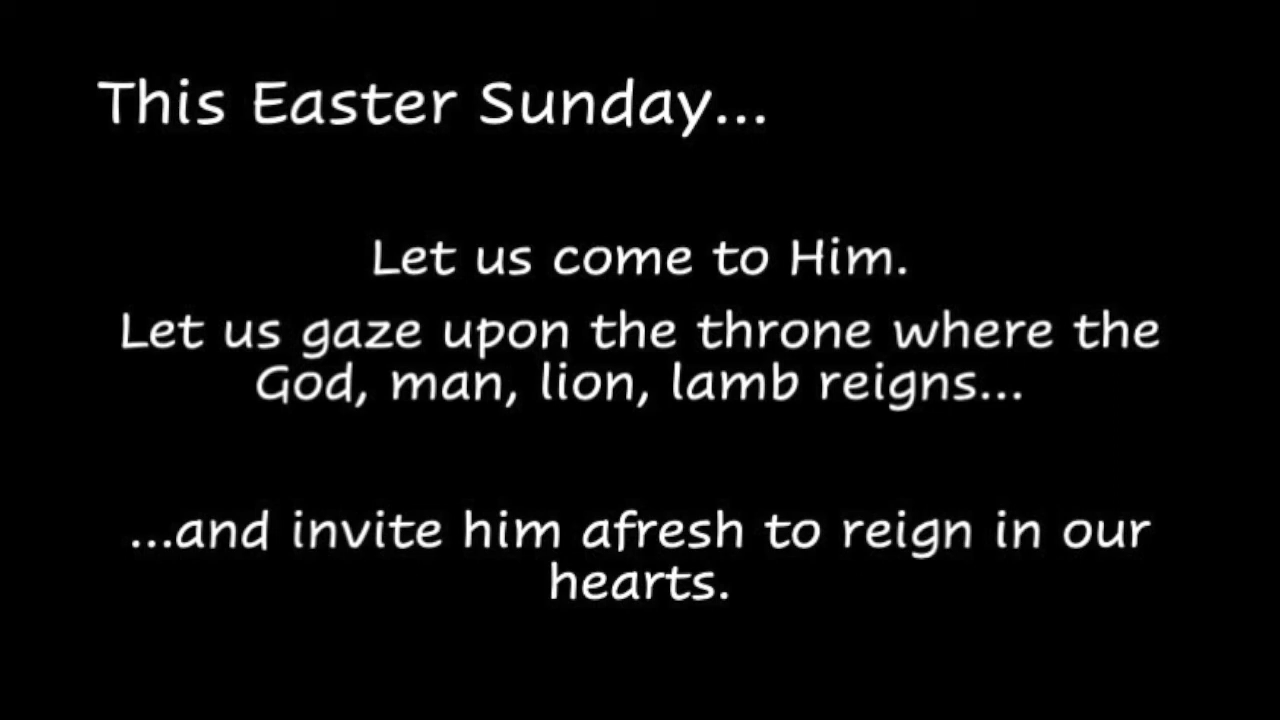 This Easter Sunday...
Let us come to Him.
Let us gaze upon the throne where the
God, man, lion, lamb reigns...
...and invite him afresh to reign in our
hearts.